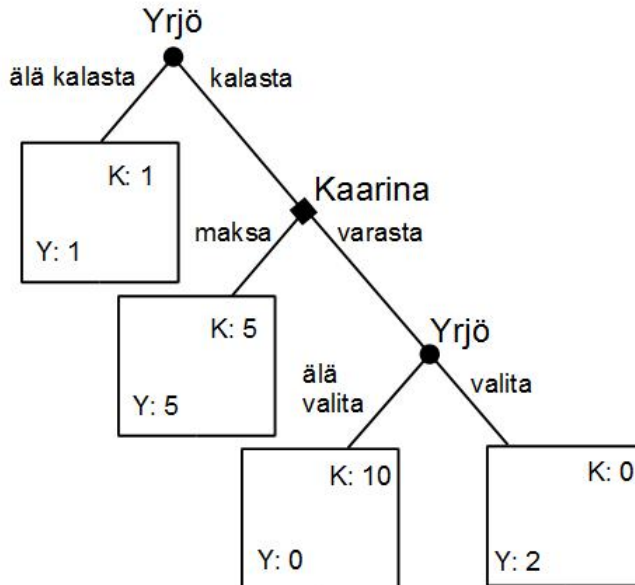 Yrjö
älä kalasta
kalasta
K: 1
Y: 1
Kaarina
maksa
varasta
K: 5
Y: 5
Yrjö
älä
valita
valita
K: 10
Y: 0
K: 0
Y: 2